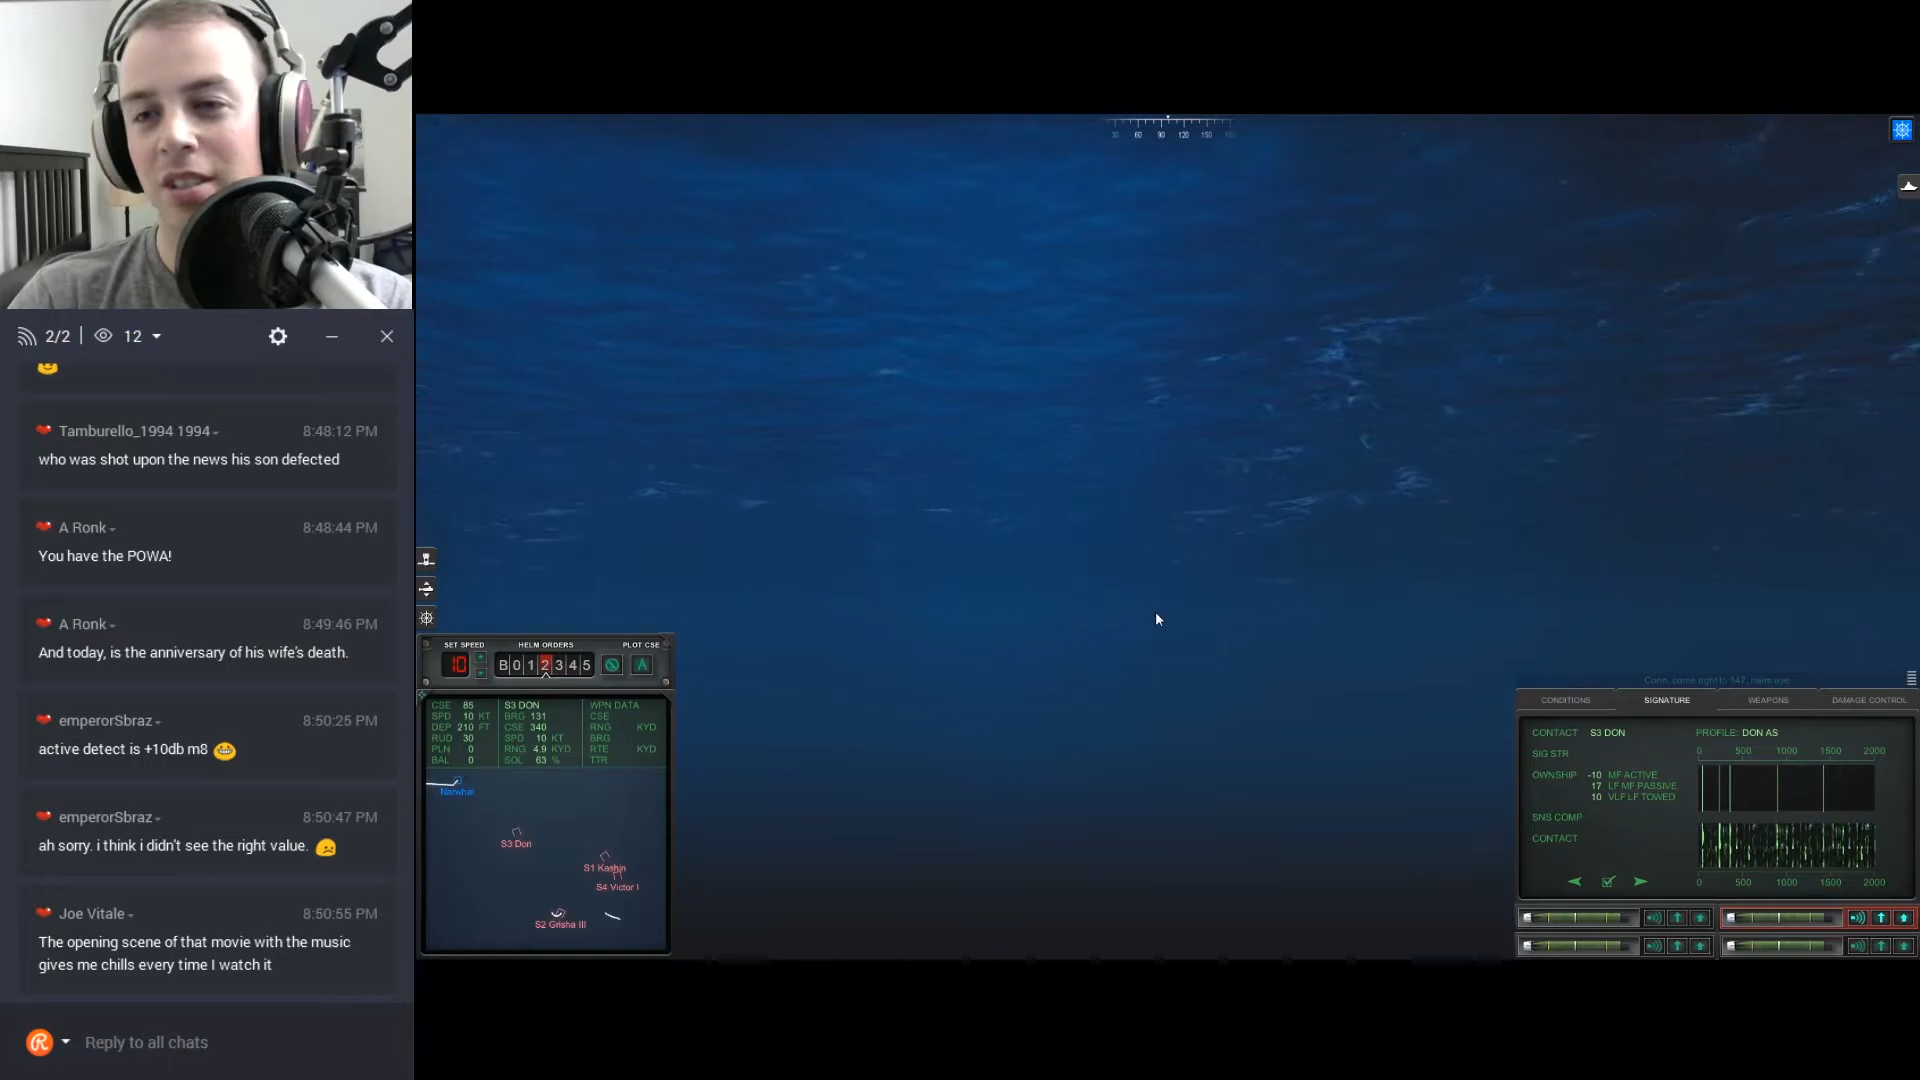 2/2 | 12
Tamburello_1994 1994 8:48:12 PM
who was shot upon the news his son defected
A Ronk 8:48:44 PM
You have the POWA!
A Ronk 8:49:46 PM
And today, is the anniversary of his wife's death.
emperorSbraz 8:50:25 PM
active detect is +10db m8
emperorSbraz 8:50:47 PM
ah sorry. i think i didn't see the right value.
Joe Vitale 8:50:55 PM
The opening scene of that movie with the music
gives me chills every time I watch it
Reply to all chats
30 60 90 120 150
SET SPEED HELM ORDERS PLOT CSE
10 B 0 1 2 3 4 5 A
CSE 85 S3 DON WPN DATA
SPD 10 KT BRG 131 CSE
DEP 210 FT CSE 340 RNG KYD
RUD 30 SPD 10 KT BRG
PLN 0 RNG 4.9 KYD RTE KYD
BAL 0 SOL 63 % TTR
Narwhal
S3 Don
S1 Kashin
S4 Victor I
S2 Grisha III
Conn, come right to 147, helm aye
CONDITIONS SIGNATURE WEAPONS DAMAGE CONTROL
CONTACT S3 DON PROFILE: DON AS
SIG STR 0 500 1000 1500 2000
OWNSHIP -10 MF ACTIVE
17 LF MF PASSIVE
10 VLF LF TOWED
SNS COMP
CONTACT
0 500 1000 1500 2000